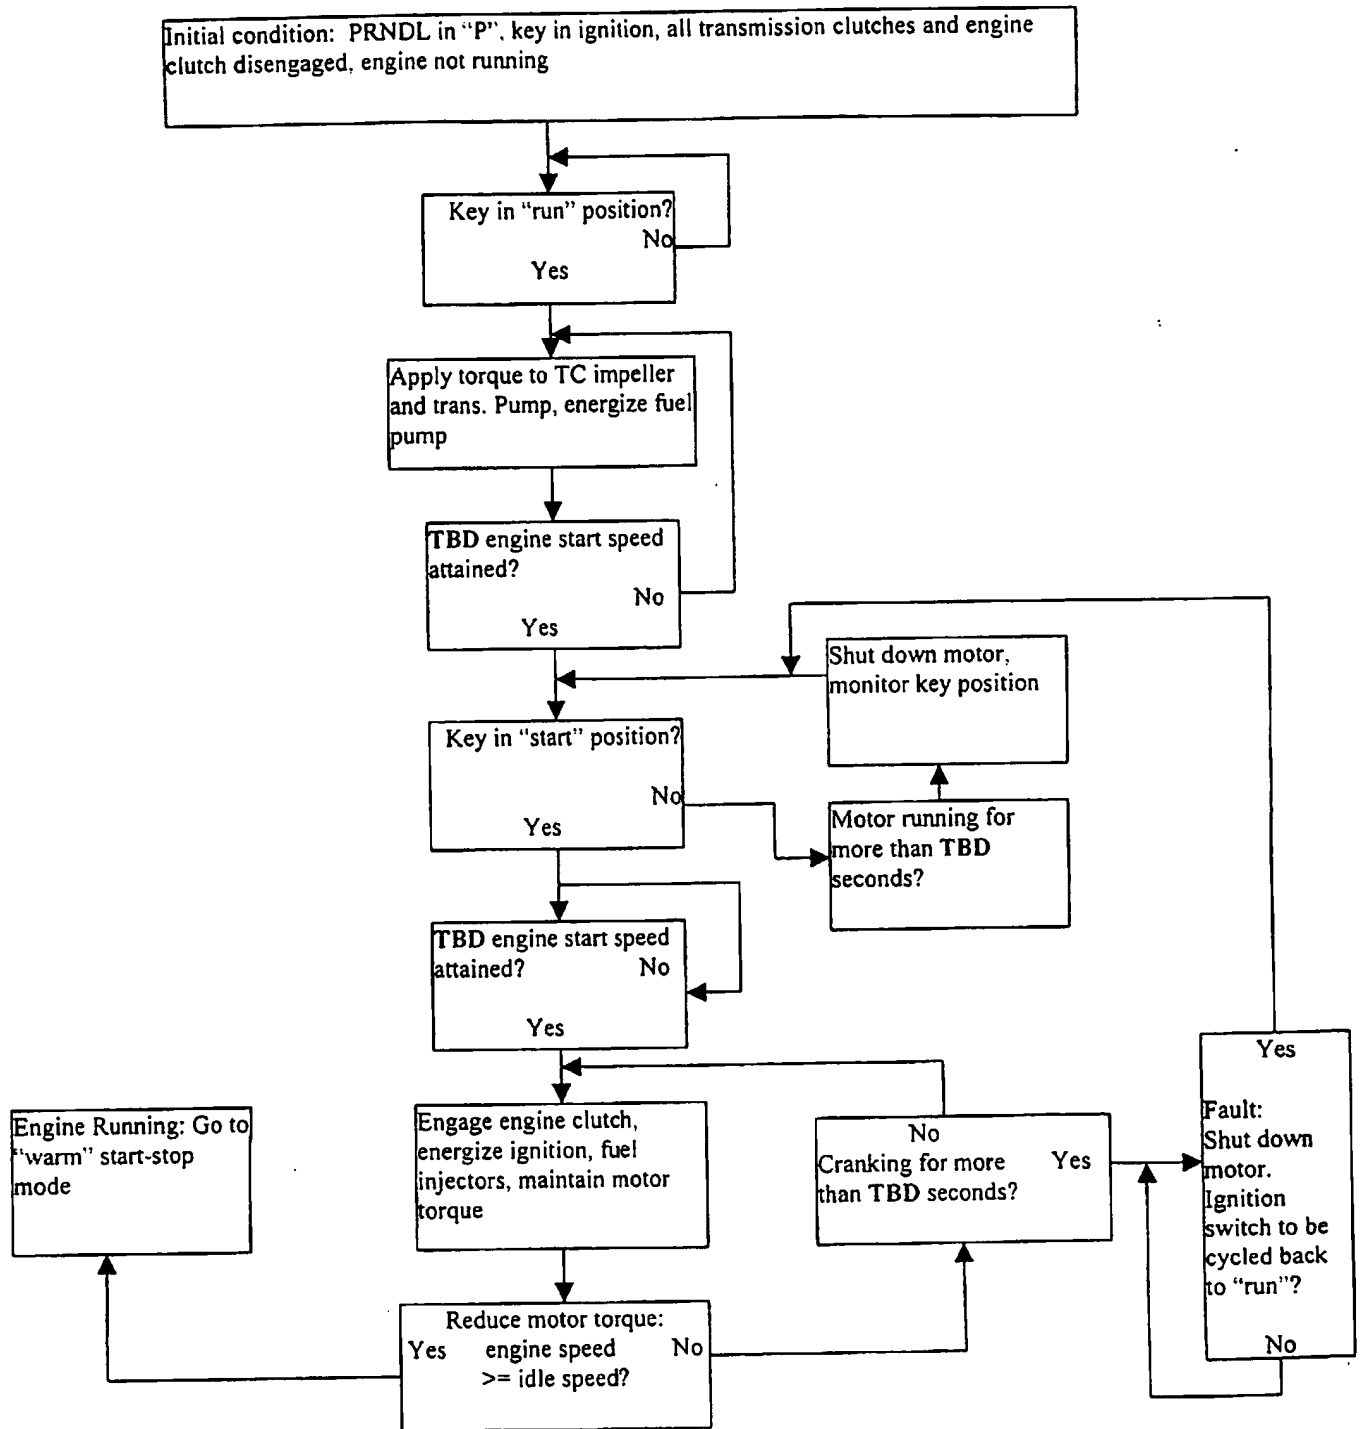 Initial condition: PRNDL in “P”, key in ignition, all transmission clutches and engine
clutch disengaged, engine not running
Key in “run” position?
No
Yes
Apply torque to TC impeller
and trans. Pump, energize fuel
pump
TBD engine start speed
attained?
No
Yes
Shut down motor,
monitor key position
Key in “start” position?
No
Yes
Motor running for
more than TBD
seconds?
TBD engine start speed
attained? No
Yes
Engine Running: Go to
“warm” start-stop
mode
Engage engine clutch,
energize ignition, fuel
injectors, maintain motor
torque
No
Cranking for more Yes
than TBD seconds?
Yes
Fault:
Shut down
motor.
Ignition
switch to be
cycled back
to “run”?
No
Reduce motor torque:
Yes engine speed No
>= idle speed?